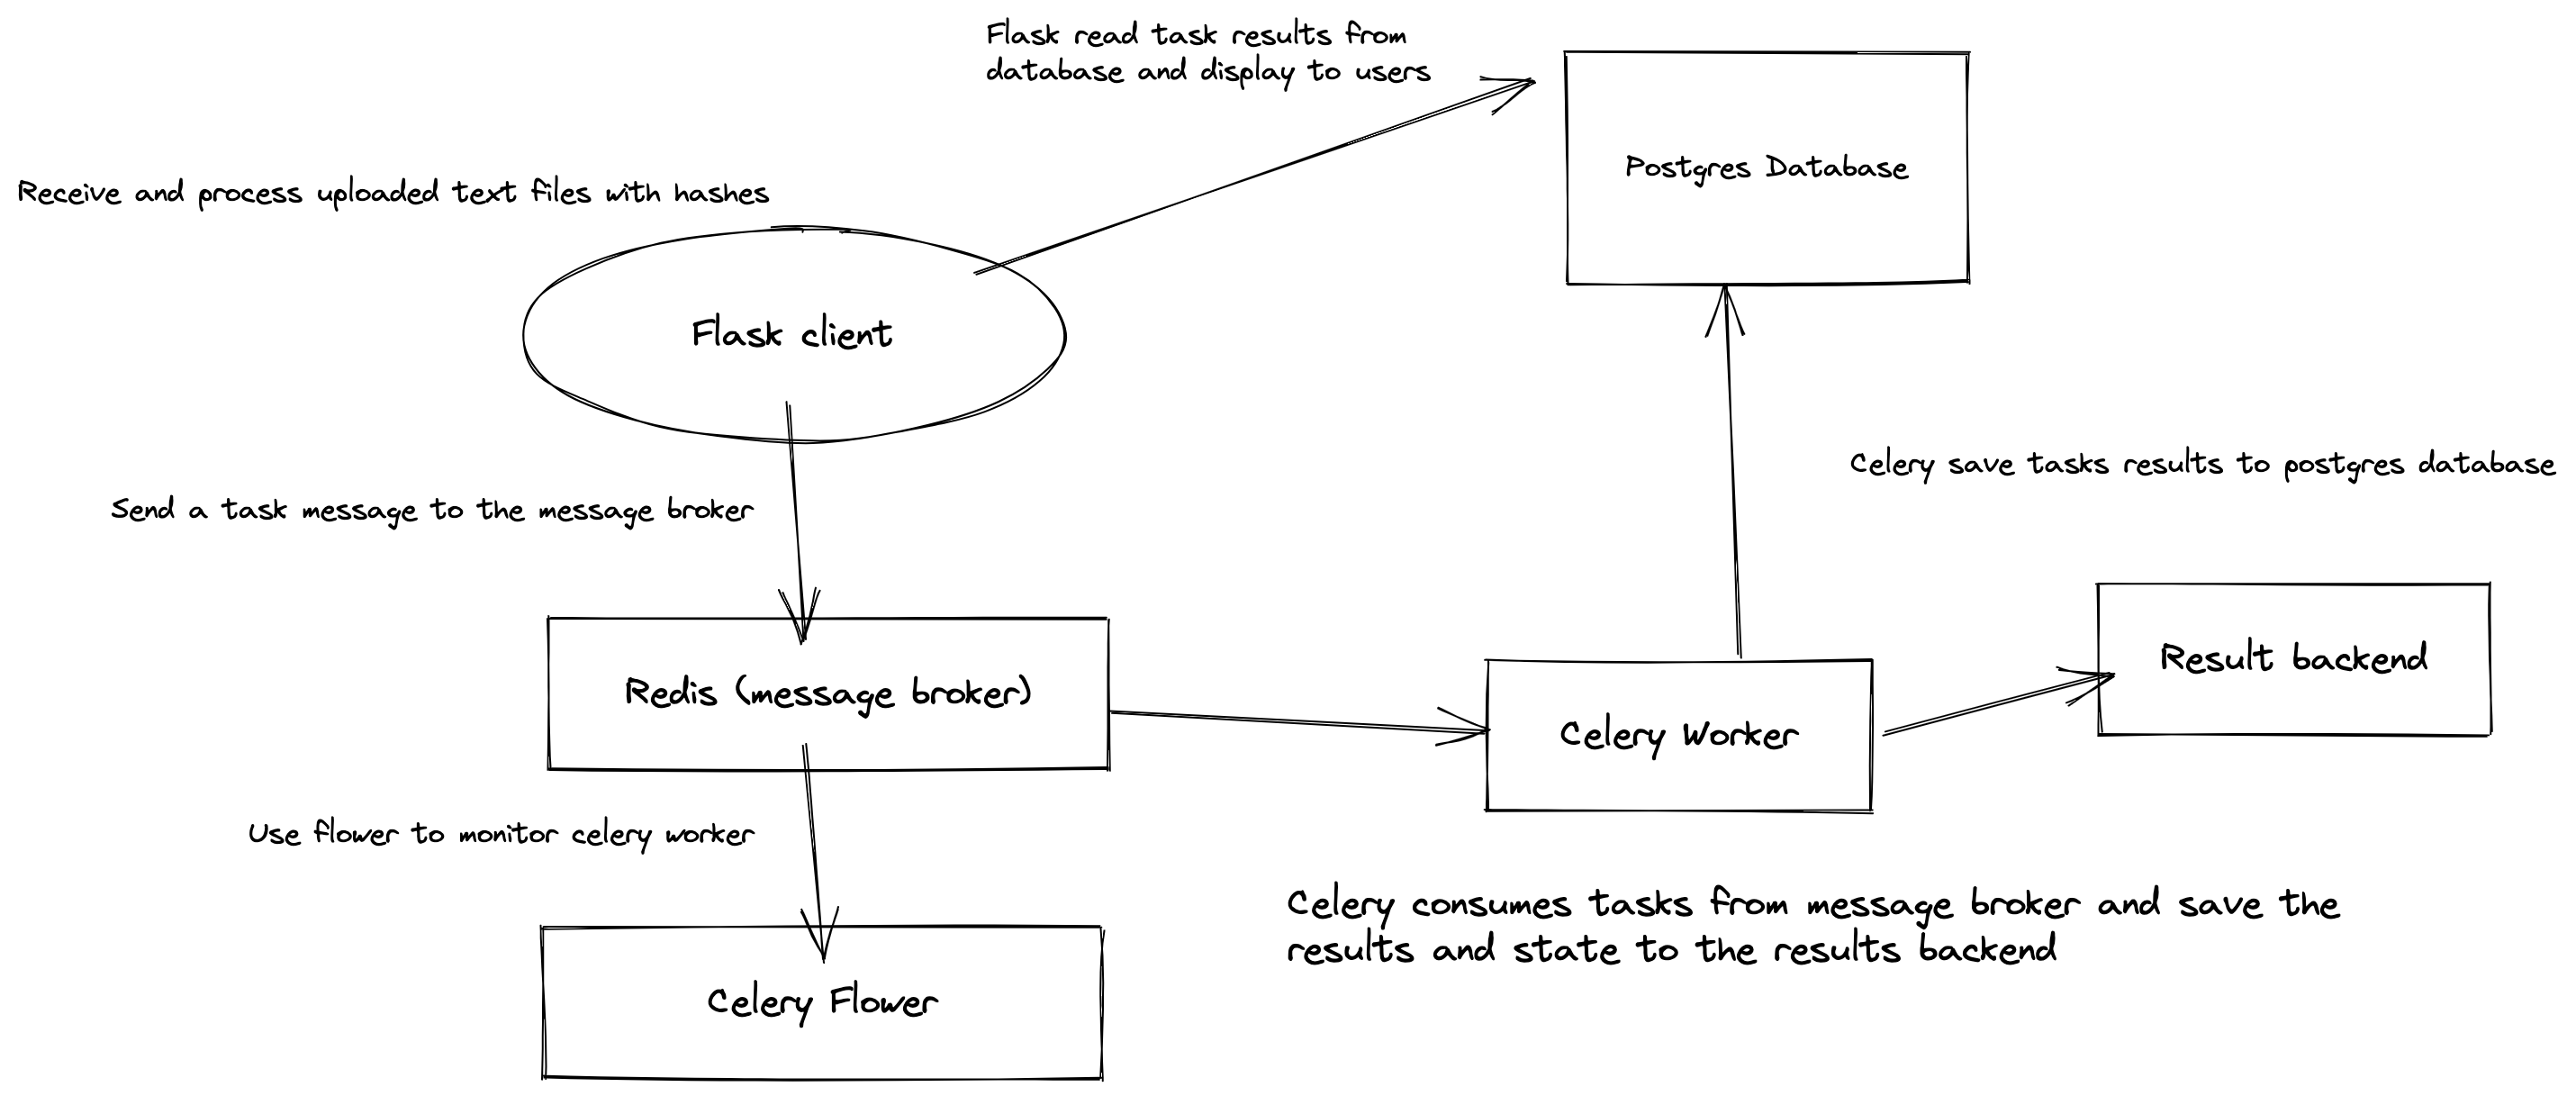 Flask read task results from
database and display to users
Postgres Database
Receive and process uploaded text files with hashes
Flask client
Celery save tasks results to postgres database
Send a task message to the message broker
Result backend
Redis (message broker)
Celery Worker
Use flower to monitor celery worker
Celery consumes tasks from message broker and save the
results and state to the results backend
Celery Flower